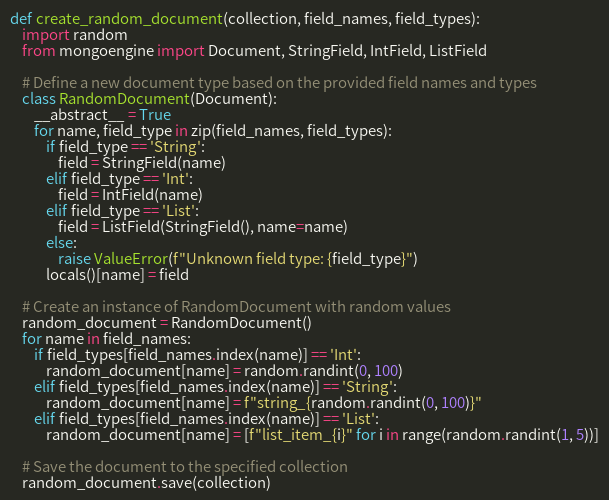 def create_random_document(collection, field_names, field_types):
    import random
    from mongoengine import Document, StringField, IntField, ListField

    # Define a new document type based on the provided field names and types
    class RandomDocument(Document):
        __abstract__ = True
        for name, field_type in zip(field_names, field_types):
            if field_type == 'String':
                field = StringField(name)
            elif field_type == 'Int':
                field = IntField(name)
            elif field_type == 'List':
                field = ListField(StringField(), name=name)
            else:
                raise ValueError(f"Unknown field type: {field_type}")
            locals()[name] = field

    # Create an instance of RandomDocument with random values
    random_document = RandomDocument()
    for name in field_names:
        if field_types[field_names.index(name)] == 'Int':
            random_document[name] = random.randint(0, 100)
        elif field_types[field_names.index(name)] == 'String':
            random_document[name] = f"string_{random.randint(0, 100)}"
        elif field_types[field_names.index(name)] == 'List':
            random_document[name] = [f"list_item_{i}" for i in range(random.randint(1, 5))]

    # Save the document to the specified collection
    random_document.save(collection)